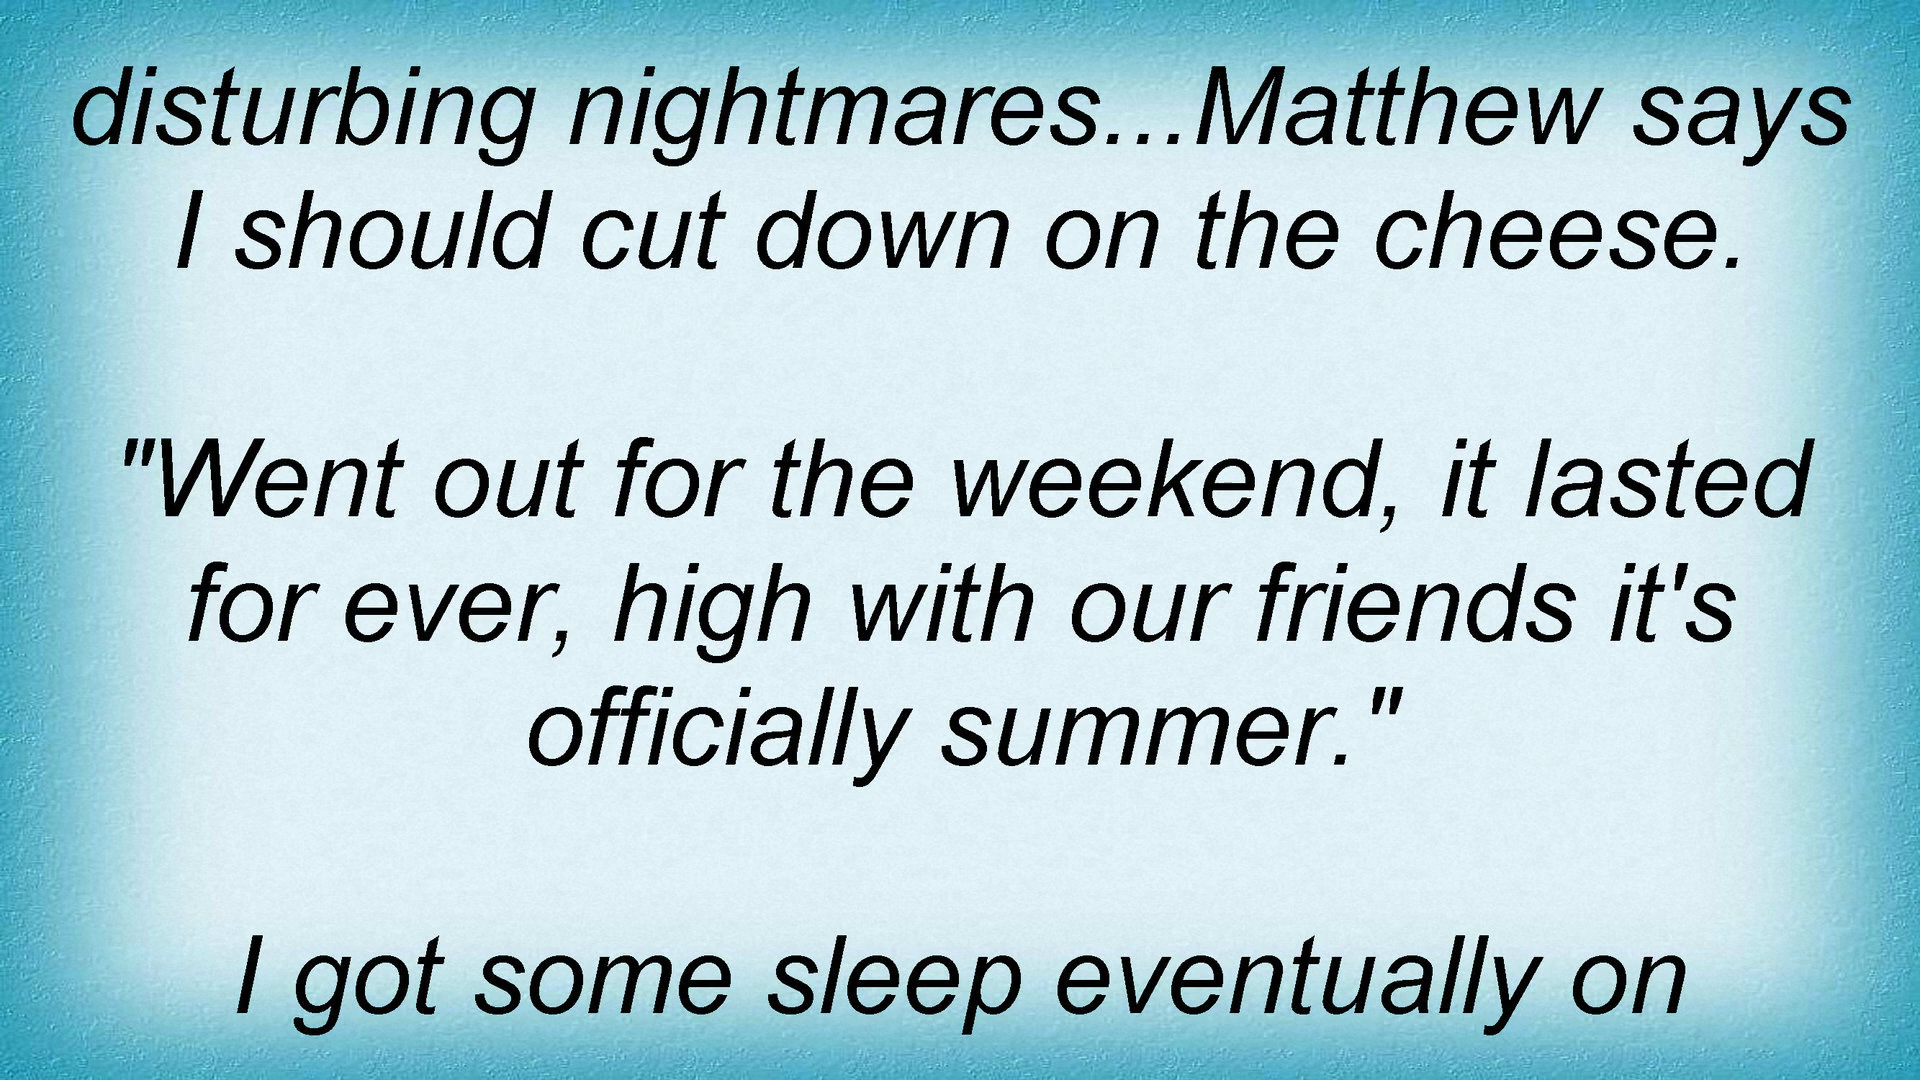 disturbing nightmares...Matthew says
I should cut down on the cheese.
"Went out for the weekend, it lasted
for ever, high with our friends it's
officially summer."
I got some sleep eventually on